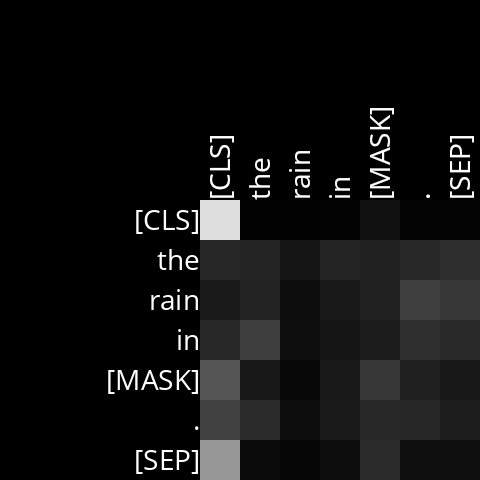 [CLS] the rain in [MASK] . [SEP]
[CLS]
the
rain
in
[MASK]
.
[SEP]